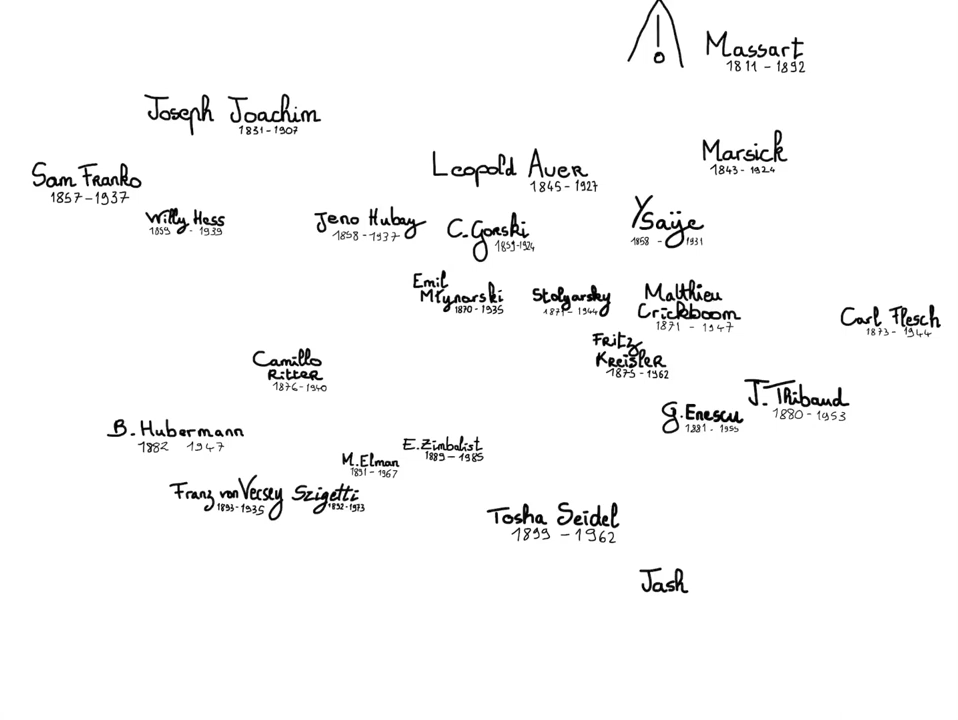 Massart
1811 - 1892
Joseph Joachim
1831 - 1907
Marsick
1843 - 1924
Leopold Auer
1845 - 1927
Sam Franko
1857 - 1937
Willy Hess
1859 - 1939
Jeno Hubay
1858 - 1937
C. Gorski
1859 - 1924
Ysaÿe
1858 - 1931
Emil
Młynarski
1870 - 1935
Stolyarsky
1871 - 1944
Matthieu
Crickboom
1871 - 1947
Carl Flesch
1873 - 1944
Fritz
Kreisler
1875 - 1962
Camillo
Ritter
1876 - 1940
J. Thibaud
1880 - 1953
G. Enescu
1881 - 1955
B. Hubermann
1882 1947
E. Zimbalist
1889 - 1985
M. Elman
1891 - 1967
Franz von Vecsey
1893 - 1935
Szigetti
1892 - 1973
Tosha Seidel
1899 - 1962
Jash